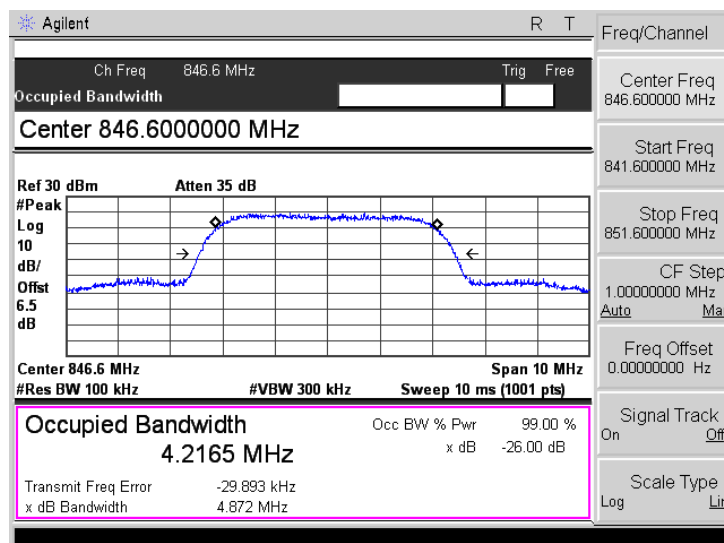 Agilent R T
Ch Freq 846.6 MHz Trig Free
Occupied Bandwidth
Center 846.6000000 MHz
Ref 30 dBm Atten 35 dB
#Peak
Log
10
dB/
Offst
6.5
dB
Center 846.6 MHz Span 10 MHz
#Res BW 100 kHz #VBW 300 kHz Sweep 10 ms (1001 pts)
Occupied Bandwidth
4.2165 MHz
Occ BW % Pwr 99.00 %
x dB -26.00 dB
Transmit Freq Error -29.893 kHz
x dB Bandwidth 4.872 MHz
Freq/Channel
Center Freq
846.600000 MHz
Start Freq
841.600000 MHz
Stop Freq
851.600000 MHz
CF Step
1.00000000 MHz
Auto Ma
Freq Offset
0.00000000 Hz
Signal Track
On Off
Scale Type
Log Lin